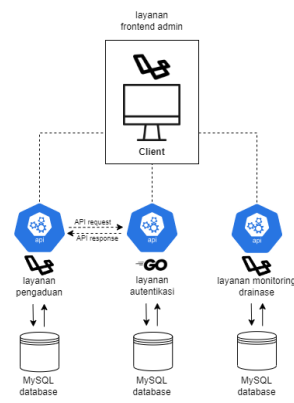 layanan
frontend admin
Client
api
API request
API response
api
api
GO
layanan
pengaduan
layanan
autentikasi
layanan monitoring
drainase
MySQL
database
MySQL
database
MySQL
database